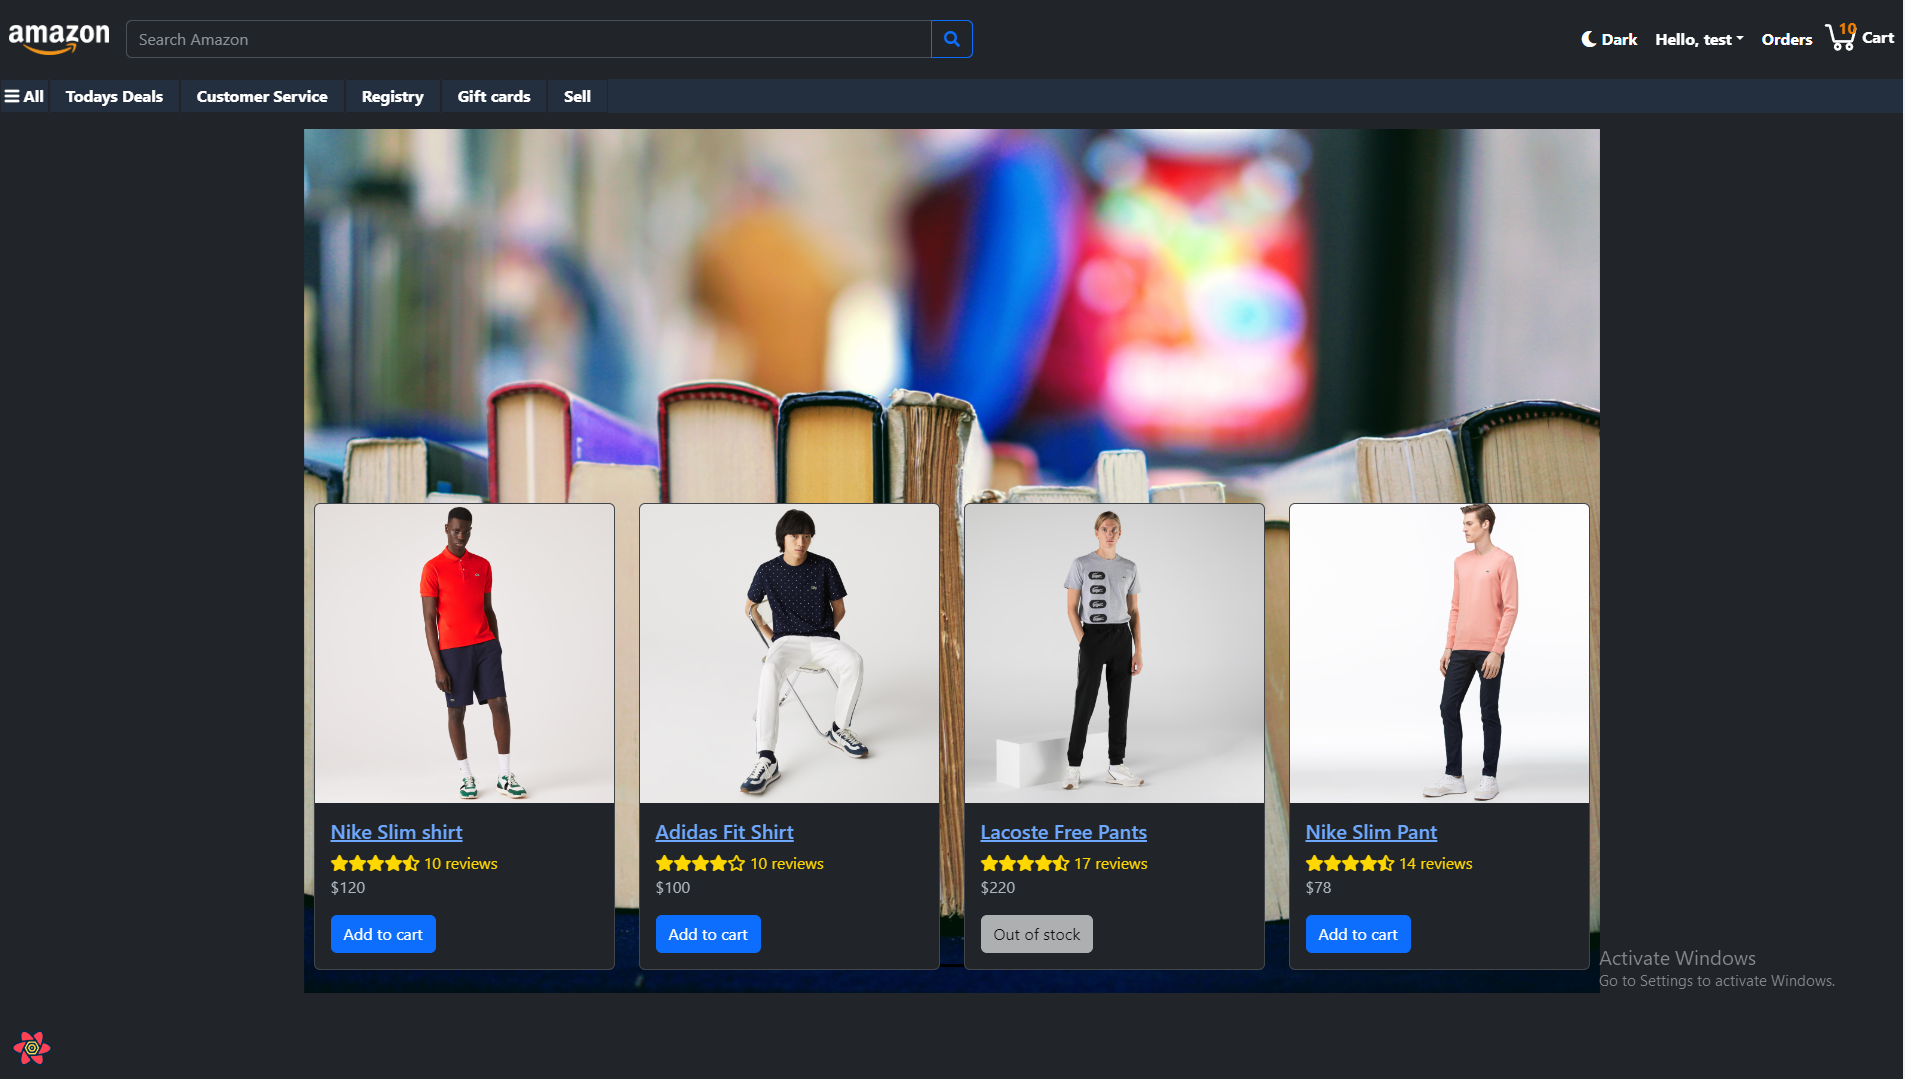 amazon
Search Amazon
Dark
Hello, test
Orders
10
Cart
All
Todays Deals
Customer Service
Registry
Gift cards
Sell
Nike Slim shirt
10 reviews
$120
Add to cart
Adidas Fit Shirt
10 reviews
$100
Add to cart
Lacoste Free Pants
17 reviews
$220
Out of stock
Nike Slim Pant
14 reviews
$78
Add to cart
Activate Windows
Go to Settings to activate Windows.